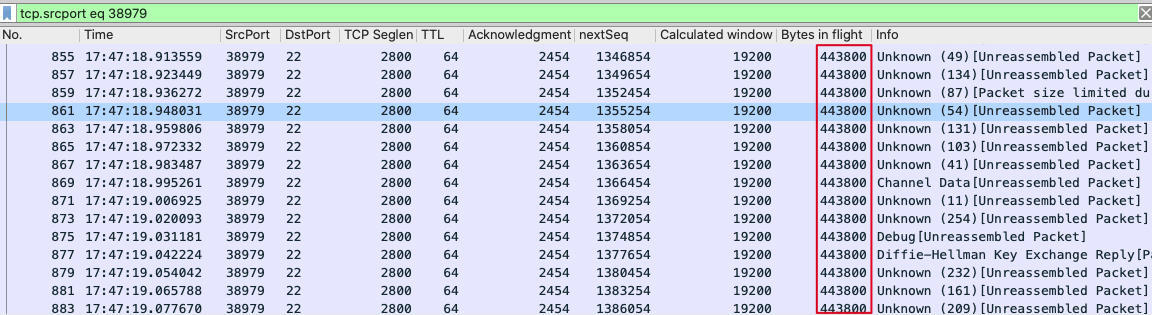 tcp.srcport eq 38979
No. Time SrcPort DstPort TCP Seglen TTL Acknowledgment nextSeq Calculated window Bytes in flight Info
855 17:47:18.913559 38979 22 2800 64 2454 1346854 19200 443800 Unknown (49)[Unreassembled Packet]
857 17:47:18.923449 38979 22 2800 64 2454 1349654 19200 443800 Unknown (134)[Unreassembled Packet]
859 17:47:18.936272 38979 22 2800 64 2454 1352454 19200 443800 Unknown (87)[Packet size limited du
861 17:47:18.948031 38979 22 2800 64 2454 1355254 19200 443800 Unknown (54)[Unreassembled Packet]
863 17:47:18.959806 38979 22 2800 64 2454 1358054 19200 443800 Unknown (131)[Unreassembled Packet]
865 17:47:18.972332 38979 22 2800 64 2454 1360854 19200 443800 Unknown (103)[Unreassembled Packet]
867 17:47:18.983487 38979 22 2800 64 2454 1363654 19200 443800 Unknown (41)[Unreassembled Packet]
869 17:47:18.995261 38979 22 2800 64 2454 1366454 19200 443800 Channel Data[Unreassembled Packet]
871 17:47:19.006925 38979 22 2800 64 2454 1369254 19200 443800 Unknown (11)[Unreassembled Packet]
873 17:47:19.020093 38979 22 2800 64 2454 1372054 19200 443800 Unknown (254)[Unreassembled Packet]
875 17:47:19.031181 38979 22 2800 64 2454 1374854 19200 443800 Debug[Unreassembled Packet]
877 17:47:19.042224 38979 22 2800 64 2454 1377654 19200 443800 Diffie-Hellman Key Exchange Reply[P
879 17:47:19.054042 38979 22 2800 64 2454 1380454 19200 443800 Unknown (232)[Unreassembled Packet]
881 17:47:19.065788 38979 22 2800 64 2454 1383254 19200 443800 Unknown (161)[Unreassembled Packet]
883 17:47:19.077670 38979 22 2800 64 2454 1386054 19200 443800 Unknown (209)[Unreassembled Packet]